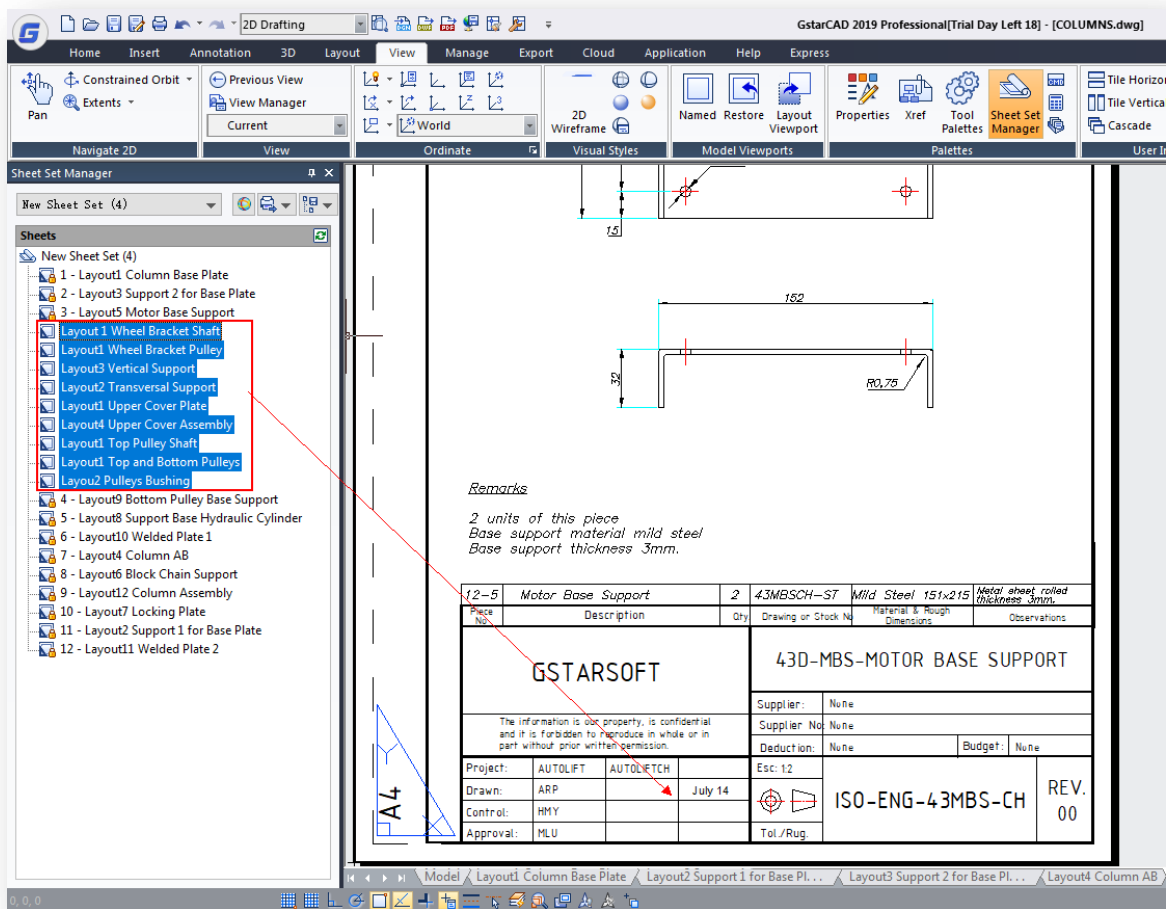 2D Drafting
GstarCAD 2019 Professional[Trial Day Left 18] - [COLUMNS.dwg]
Home Insert Annotation 3D Layout View Manage Export Cloud Application Help Express
Pan
Constrained Orbit
Extents
Navigate 2D
Previous View
View Manager
Current
View
World
Ordinate
2D
Wireframe
Visual Styles
Named Restore Layout
Viewport
Model Viewports
Properties Xref Tool
Palettes
Sheet Set
Manager
Palettes
Tile Horizon
Tile Vertica
Cascade
User In
Sheet Set Manager
New Sheet Set (4)
Sheets
New Sheet Set (4)
1 - Layout1 Column Base Plate
2 - Layout3 Support 2 for Base Plate
3 - Layout5 Motor Base Support
Layout 1 Wheel Bracket Shaft
Layout1 Wheel Bracket Pulley
Layout3 Vertical Support
Layout2 Transversal Support
Layout1 Upper Cover Plate
Layout4 Upper Cover Assembly
Layout1 Top Pulley Shaft
Layout1 Top and Bottom Pulleys
Layou2 Pulleys Bushing
4 - Layout9 Bottom Pulley Base Support
5 - Layout8 Support Base Hydraulic Cylinder
6 - Layout10 Welded Plate 1
7 - Layout4 Column AB
8 - Layout6 Block Chain Support
9 - Layout12 Column Assembly
10 - Layout7 Locking Plate
11 - Layout2 Support 1 for Base Plate
12 - Layout11 Welded Plate 2
15
152
32
R0,75
Remarks
2 units of this piece
Base support material mild steel
Base support thickness 3mm.
12-5 Motor Base Support 2 43MBSCH-ST Mild Steel 151x215 Metal sheet rolled
thickness 3mm.
Piece
No Description Qty Drawing or Stock No Material & Rough
Dimensions Observations
GSTARSOFT
43D-MBS-MOTOR BASE SUPPORT
The information is our property, is confidential
and it is forbidden to reproduce in whole or in
part without prior written permission.
Supplier: None
Supplier No: None
Deduction: None Budget: None
Project: AUTOLIFT AUTOLIFTCH
Drawn: ARP July 14
Control: HMY
Approval: MLU
Esc: 1:2
Tol./Rug.
ISO-ENG-43MBS-CH
REV.
00
A4
Model Layout1 Column Base Plate Layout2 Support 1 for Base Pl... Layout3 Support 2 for Base Pl... Layout4 Column AB
0, 0, 0